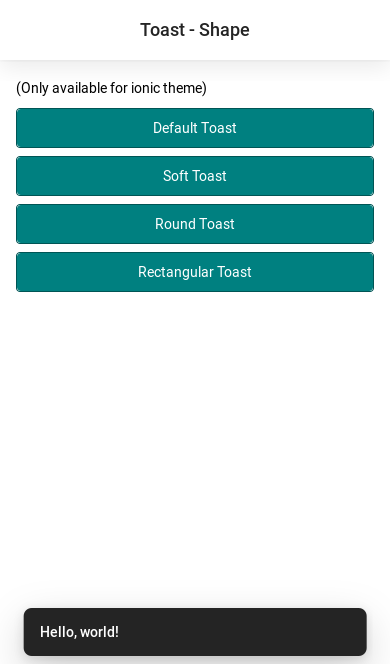 Toast - Shape
(Only available for ionic theme)
Default Toast
Soft Toast
Round Toast
Rectangular Toast
Hello, world!